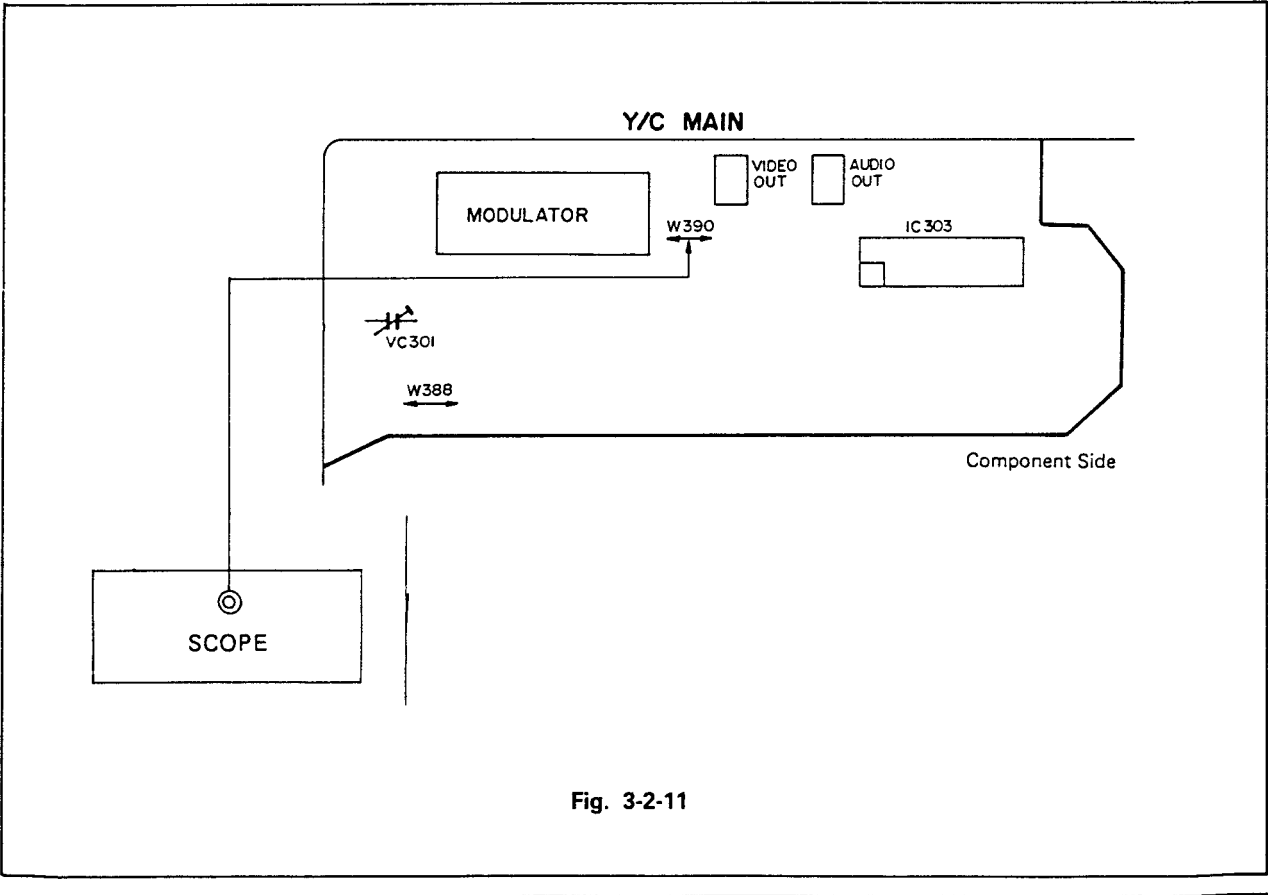 Y/C MAIN
VIDEO
OUT
AUDIO
OUT
MODULATOR
W390
IC303
VC301
W388
Component Side
SCOPE
Fig. 3-2-11